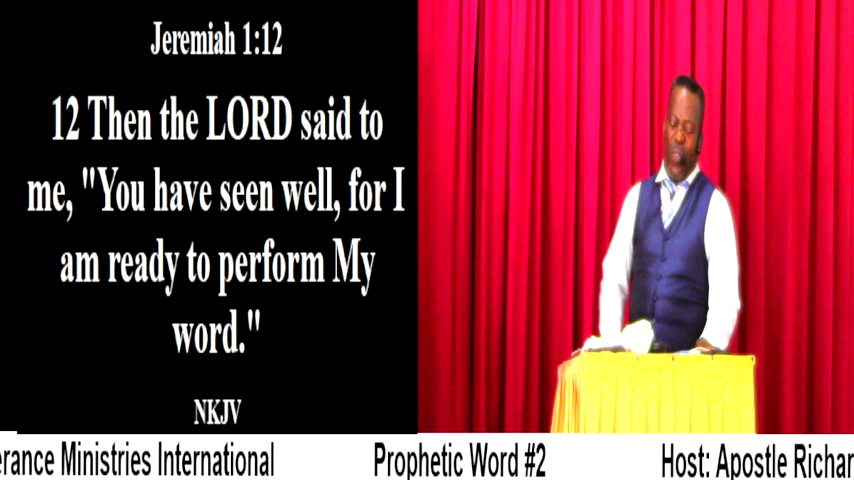 Jeremiah 1:12
12 Then the LORD said to
me, "You have seen well, for I
am ready to perform My
word."
NKJV
erance Ministries International Prophetic Word #2 Host: Apostle Richar